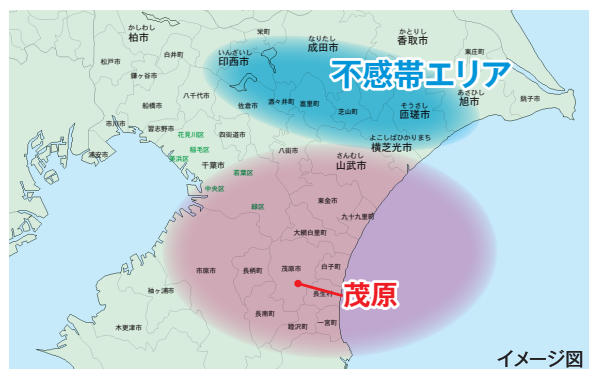 栄町
かしわし
柏市
なりたし
成田市
かとりし
香取市
いんざいし
印西市
白井町
東庄町
松戸市
鎌ヶ谷市
不感帯エリア
八千代市
佐倉市
酒々井町
富里町
芝山町
そうさし
匝瑳市
あさひし
旭市
銚子市
船橋市
市川市
習志野市
花見川区
四街道市
よこしばひかりまち
横芝光市
浦安市
稲毛区
美浜区
千葉市
八街市
さんむし
山武市
若葉区
中央区
緑区
東金市
九十九里町
大網白里町
市原市
長柄町
茂原市
白子町
袖ヶ浦市
長生村
茂原
長南町
睦沢町
一宮町
木更津市
イメージ図